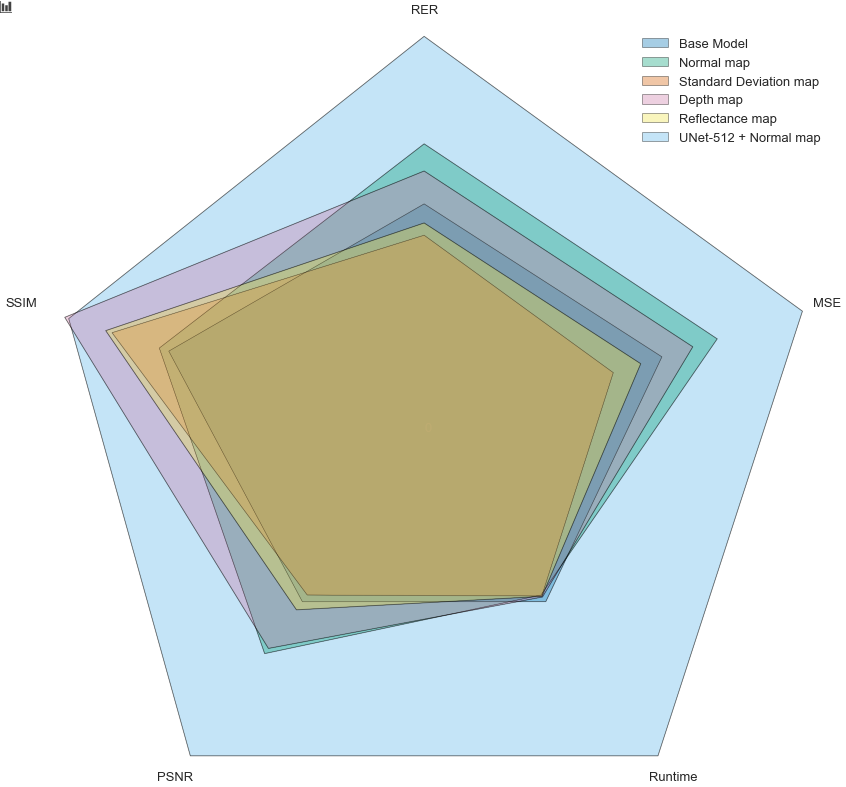 RER
Base Model
Normal map
Standard Deviation map
Depth map
Reflectance map
UNet-512 + Normal map
SSIM
MSE
PSNR
Runtime